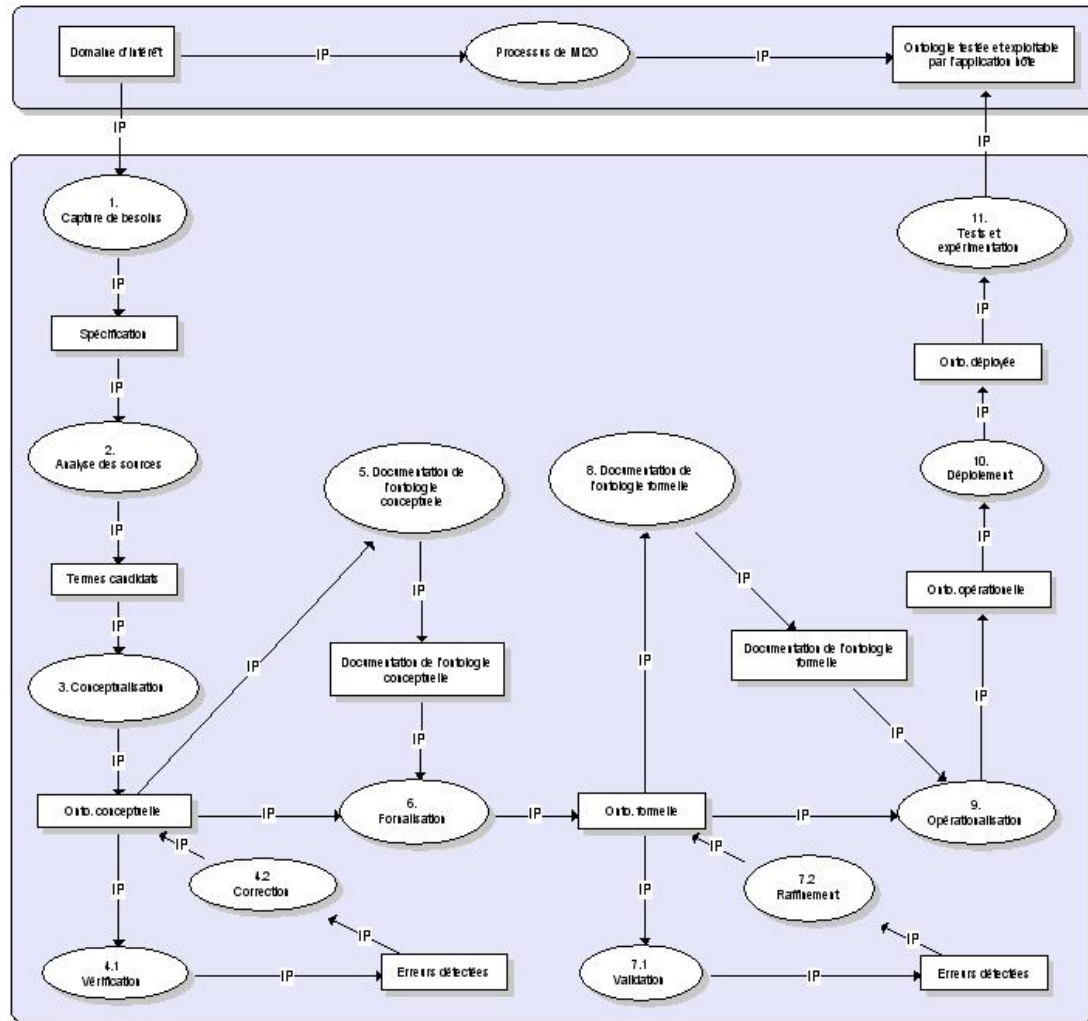 Domaine d'intérêt
IP
Processus de MI2O
IP
Ontologie testée et exploitable
par l'application hôte
IP
IP
1.
Capture de besoins
11.
Tests et
expérimentation
IP
IP
Spécification
Onto. déployée
IP
IP
2.
Analyse des sources
5. Documentation de
l'ontologie
conceptuelle
8. Documentation de
l'ontologie formelle
10.
Déploiement
IP
IP
IP
IP
Termes candidats
Onto. opérationelle
IP
3. Conceptualisation
IP
Documentation de l'ontologie
conceptuelle
IP
Documentation de l'ontologie
formelle
IP
IP
IP
IP
IP
Onto. conceptuelle
IP
6.
Formalisation
IP
Onto. formelle
IP
9.
Opérationalisation
IP
IP
4.2
Correction
7.2
Raffinement
IP
IP
IP
IP
4.1
Vérification
IP
Erreurs détectées
7.1
Validation
IP
Erreurs détectées